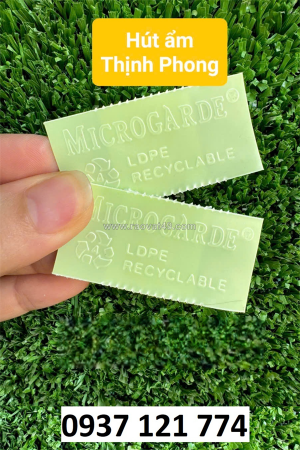 Hút ẩm
Thịnh Phong
MICROGARDE®
LDPE
RECYCLABLE
MICROGARDE®
LDPE
RECYCLABLE
0937 121 774